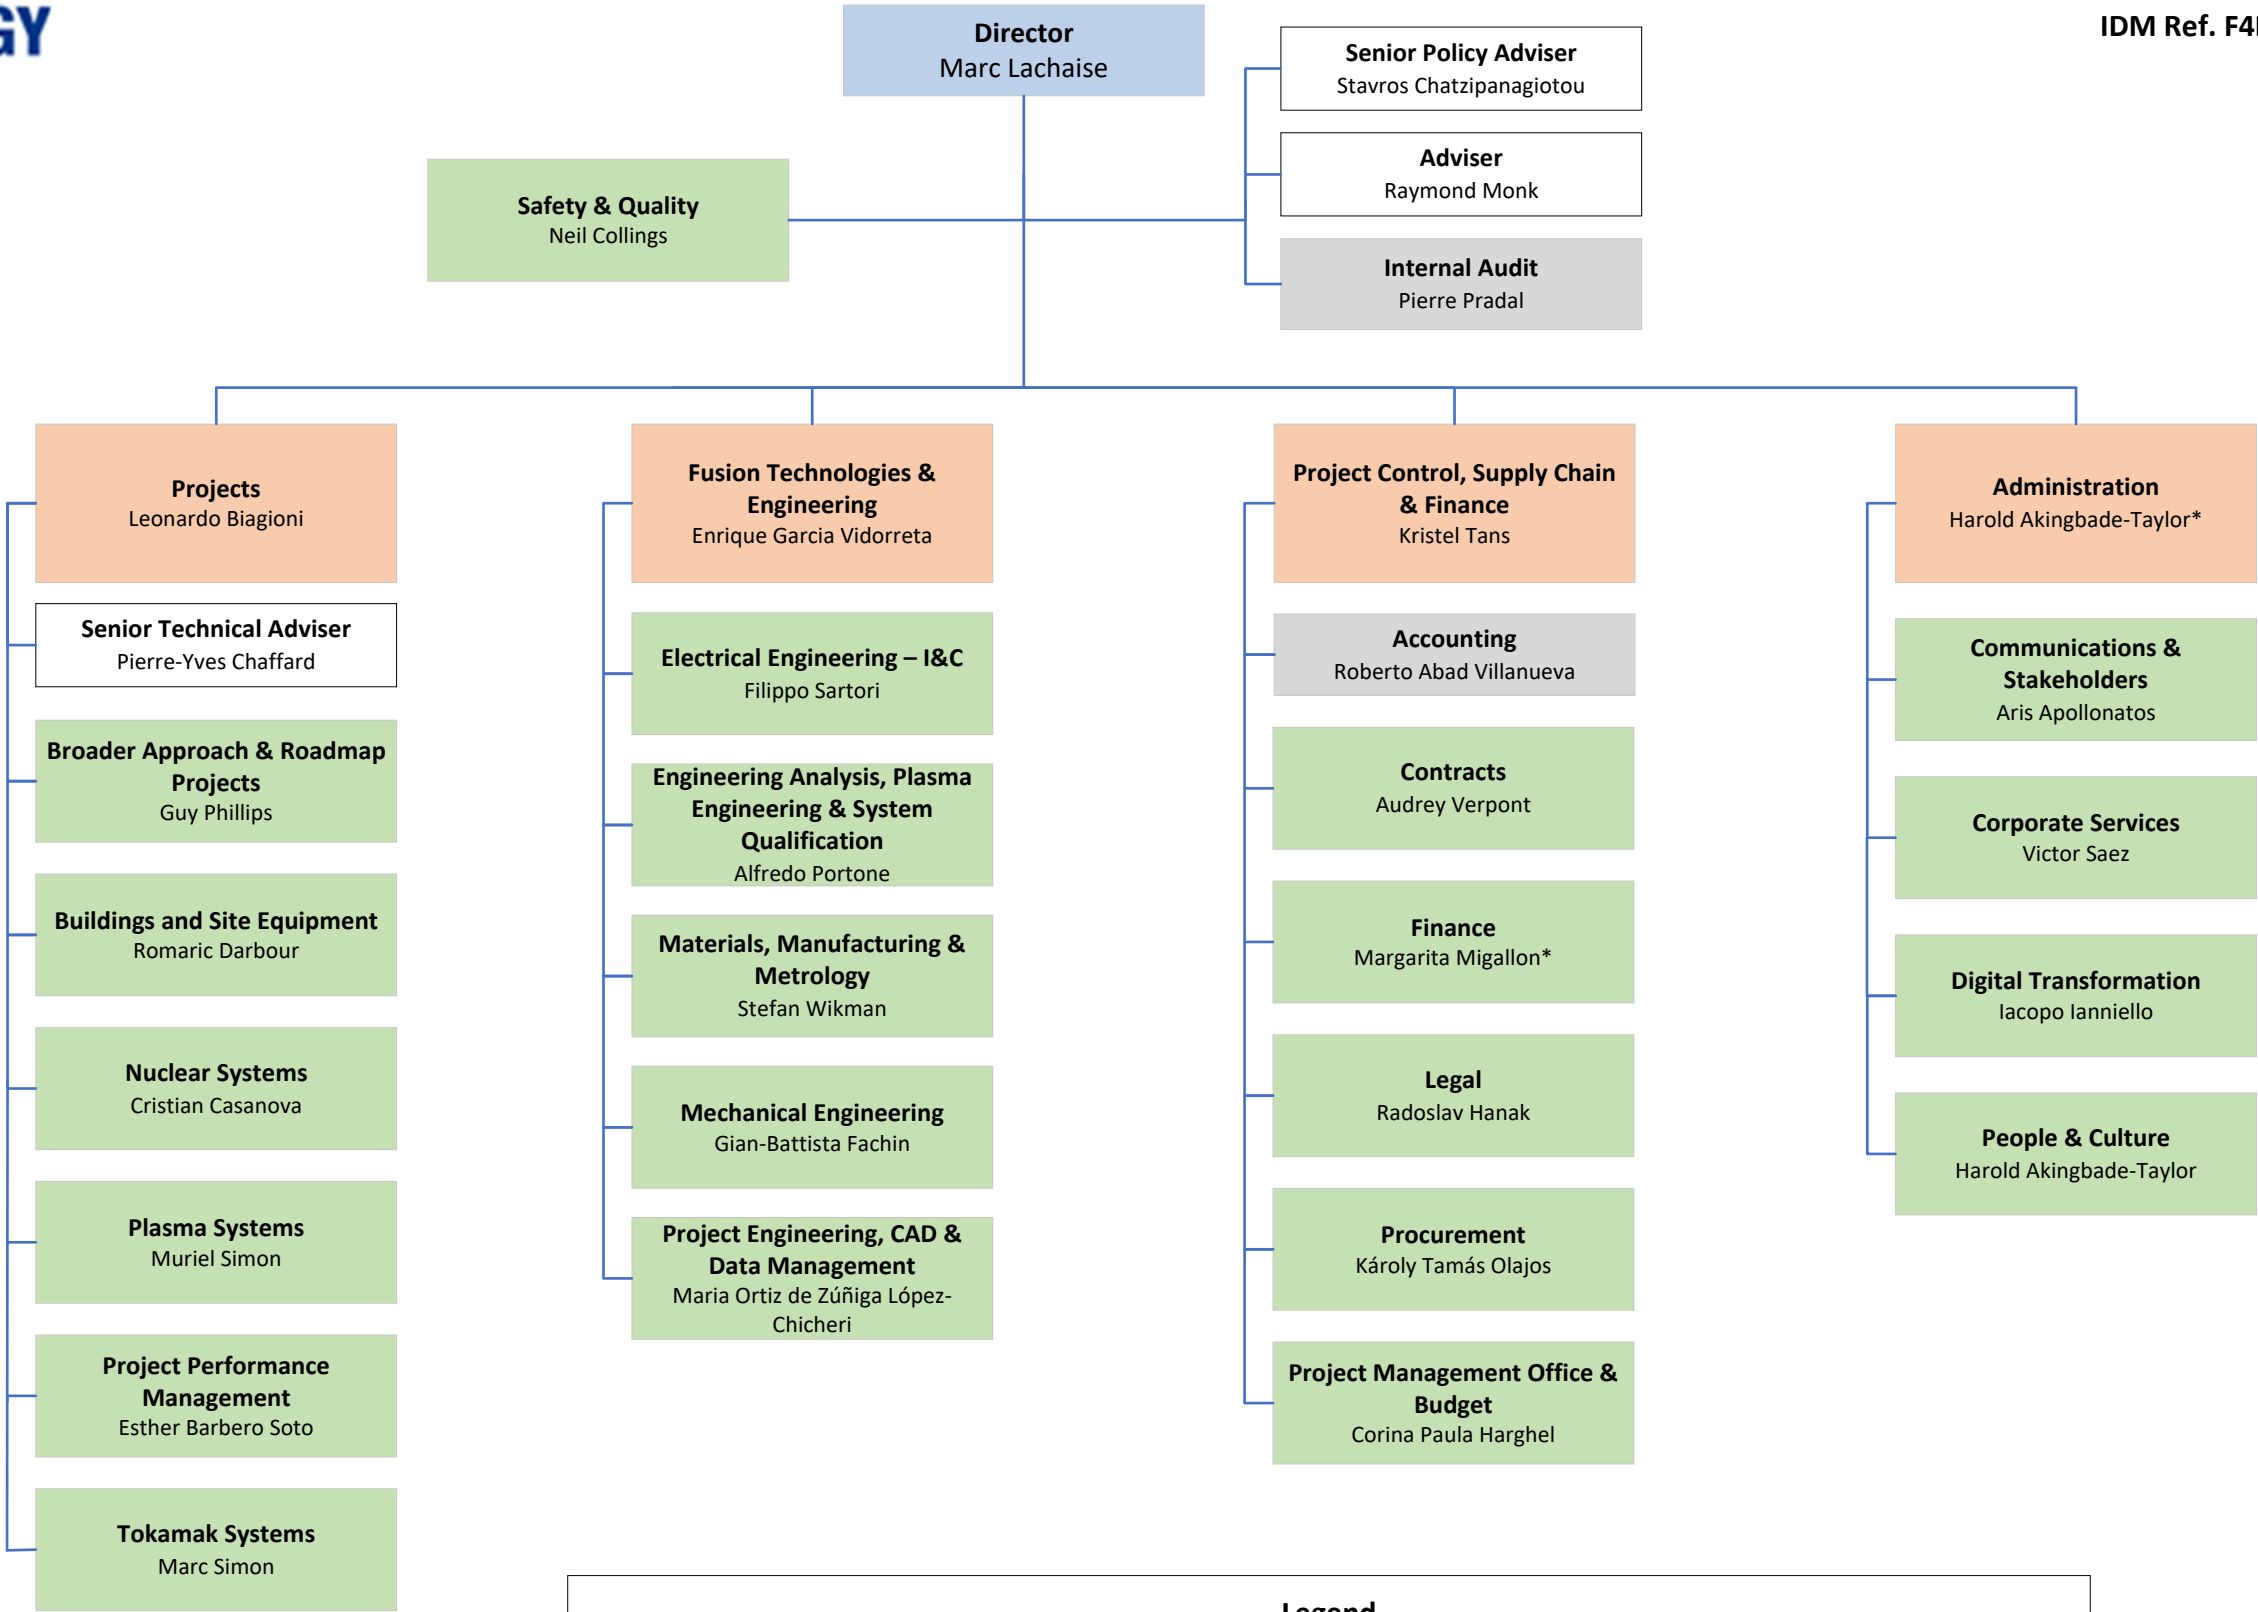 GY
Director
Marc Lachaise
IDM Ref. F4
Senior Policy Adviser
Stavros Chatzipanagiotou
Adviser
Raymond Monk
Safety & Quality
Neil Collings
Internal Audit
Pierre Pradal
Projects
Leonardo Biagioni
Senior Technical Adviser
Pierre-Yves Chaffard
Broader Approach & Roadmap
Projects
Guy Phillips
Buildings and Site Equipment
Romaric Darbour
Nuclear Systems
Cristian Casanova
Plasma Systems
Muriel Simon
Project Performance
Management
Esther Barbero Soto
Tokamak Systems
Marc Simon
Fusion Technologies &
Engineering
Enrique Garcia Vidorreta
Electrical Engineering – I&C
Filippo Sartori
Engineering Analysis, Plasma
Engineering & System
Qualification
Alfredo Portone
Materials, Manufacturing &
Metrology
Stefan Wikman
Mechanical Engineering
Gian-Battista Fachin
Project Engineering, CAD &
Data Management
Maria Ortiz de Zúñiga López-
Chicheri
Project Control, Supply Chain
& Finance
Kristel Tans
Accounting
Roberto Abad Villanueva
Contracts
Audrey Verpont
Finance
Margarita Migallon*
Legal
Radoslav Hanak
Procurement
Károly Tamás Olajos
Project Management Office &
Budget
Corina Paula Harghel
Administration
Harold Akingbade-Taylor*
Communications &
Stakeholders
Aris Apollonatos
Corporate Services
Victor Saez
Digital Transformation
Iacopo Ianniello
People & Culture
Harold Akingbade-Taylor
Legend